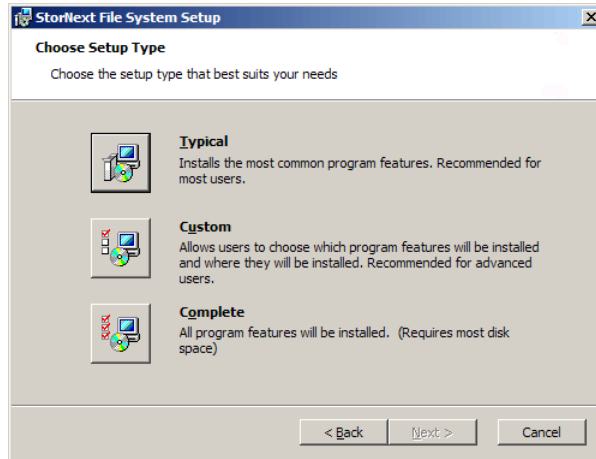 StorNext File System Setup
Choose Setup Type
Choose the setup type that best suits your needs
Typical
Installs the most common program features. Recommended for
most users.
Custom
Allows users to choose which program features will be installed
and where they will be installed. Recommended for advanced
users.
Complete
All program features will be installed. (Requires most disk
space)
< Back Next > Cancel